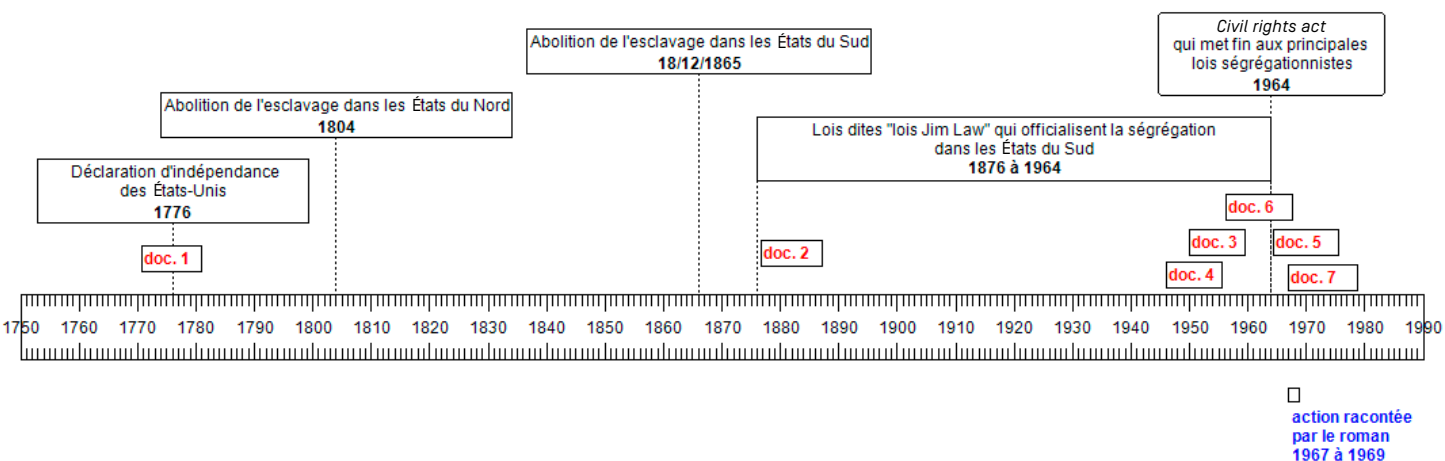 Civil rights act
qui met fin aux principales
lois ségrégationnistes
1964
Abolition de l'esclavage dans les États du Sud
18/12/1865
Abolition de l'esclavage dans les États du Nord
1804
Lois dites "lois Jim Law" qui officialisent la ségrégation
dans les États du Sud
1876 à 1964
Déclaration d'indépendance
des États-Unis
1776
doc. 6
doc. 1
doc. 2
doc. 3
doc. 5
doc. 4
doc. 7
1750 1760 1770 1780 1790 1800 1810 1820 1830 1840 1850 1860 1870 1880 1890 1900 1910 1920 1930 1940 1950 1960 1970 1980 1990
action racontée
par le roman
1967 à 1969